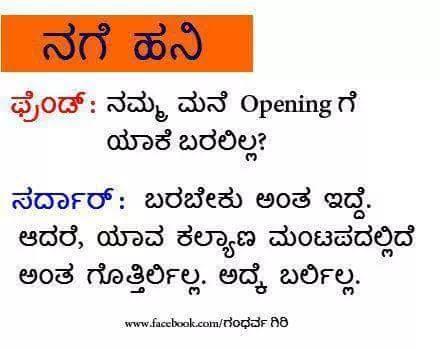 ನಗೆ ಹನಿ
ಫ್ರೆಂಡ್ : ನಮ್ಮ ಮನೆ Opening ಗೆ
ಯಾಕೆ ಬರಲಿಲ್ಲ?
ಸರ್ದಾರ್ : ಬರಬೇಕು ಅಂತ ಇದ್ದೆ.
ಆದರೆ, ಯಾವ ಕಲ್ಯಾಣ ಮಂಟಪದಲ್ಲಿದೆ
ಅಂತ ಗೊತ್ತಿರ್ಲಿಲ್ಲ. ಅದ್ಕೆ ಬರ್ಲಿಲ್ಲ.
www.facebook.com/ಗಂಧರ್ವ ಗಿರಿ